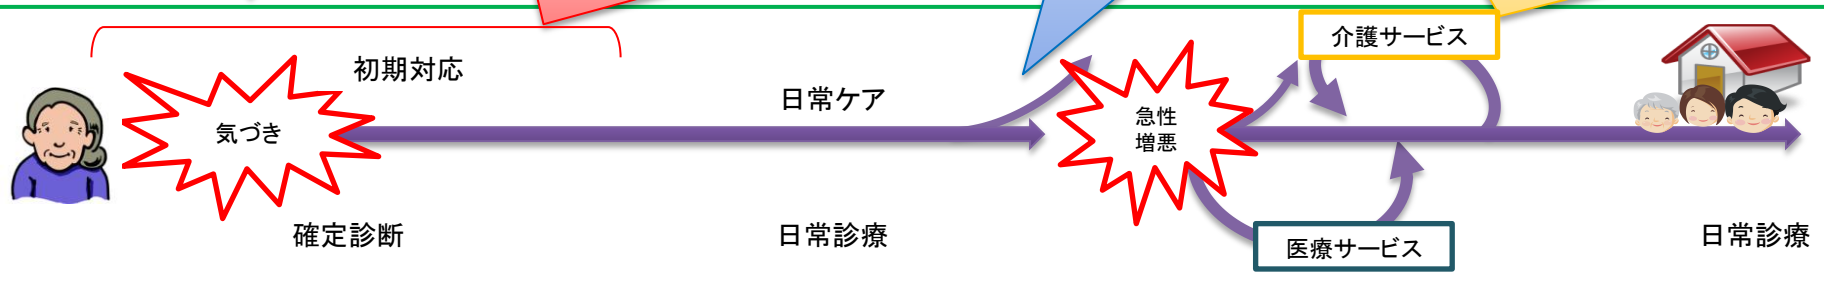 介護サービス
初期対応
日常ケア
気づき
急性
増悪
確定診断
日常診療
医療サービス
日常診療